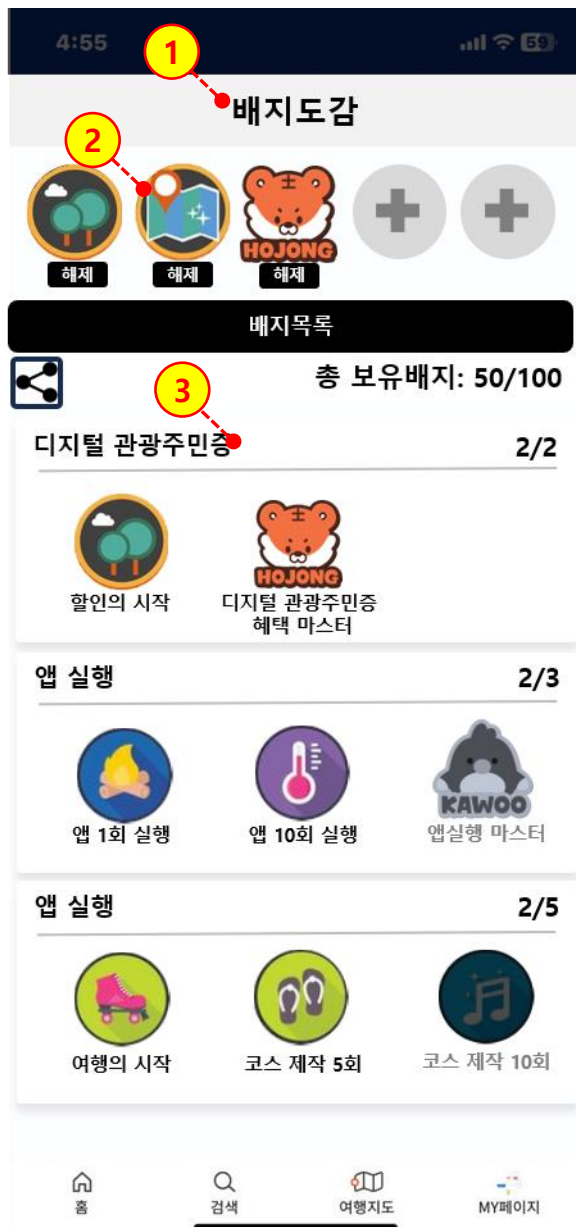 4:55
59
1
배지도감
2
HOJONG
해제 해제 해제
배지목록
총 보유배지: 50/100
3
디지털 관광주민증 2/2
HOJONG
할인의 시작 디지털 관광주민증
혜택 마스터
앱 실행 2/3
KAWOO
앱 1회 실행 앱 10회 실행 앱실행 마스터
앱 실행 2/5
여행의 시작 코스 제작 5회 코스 제작 10회
홈 검색 여행지도 MY페이지